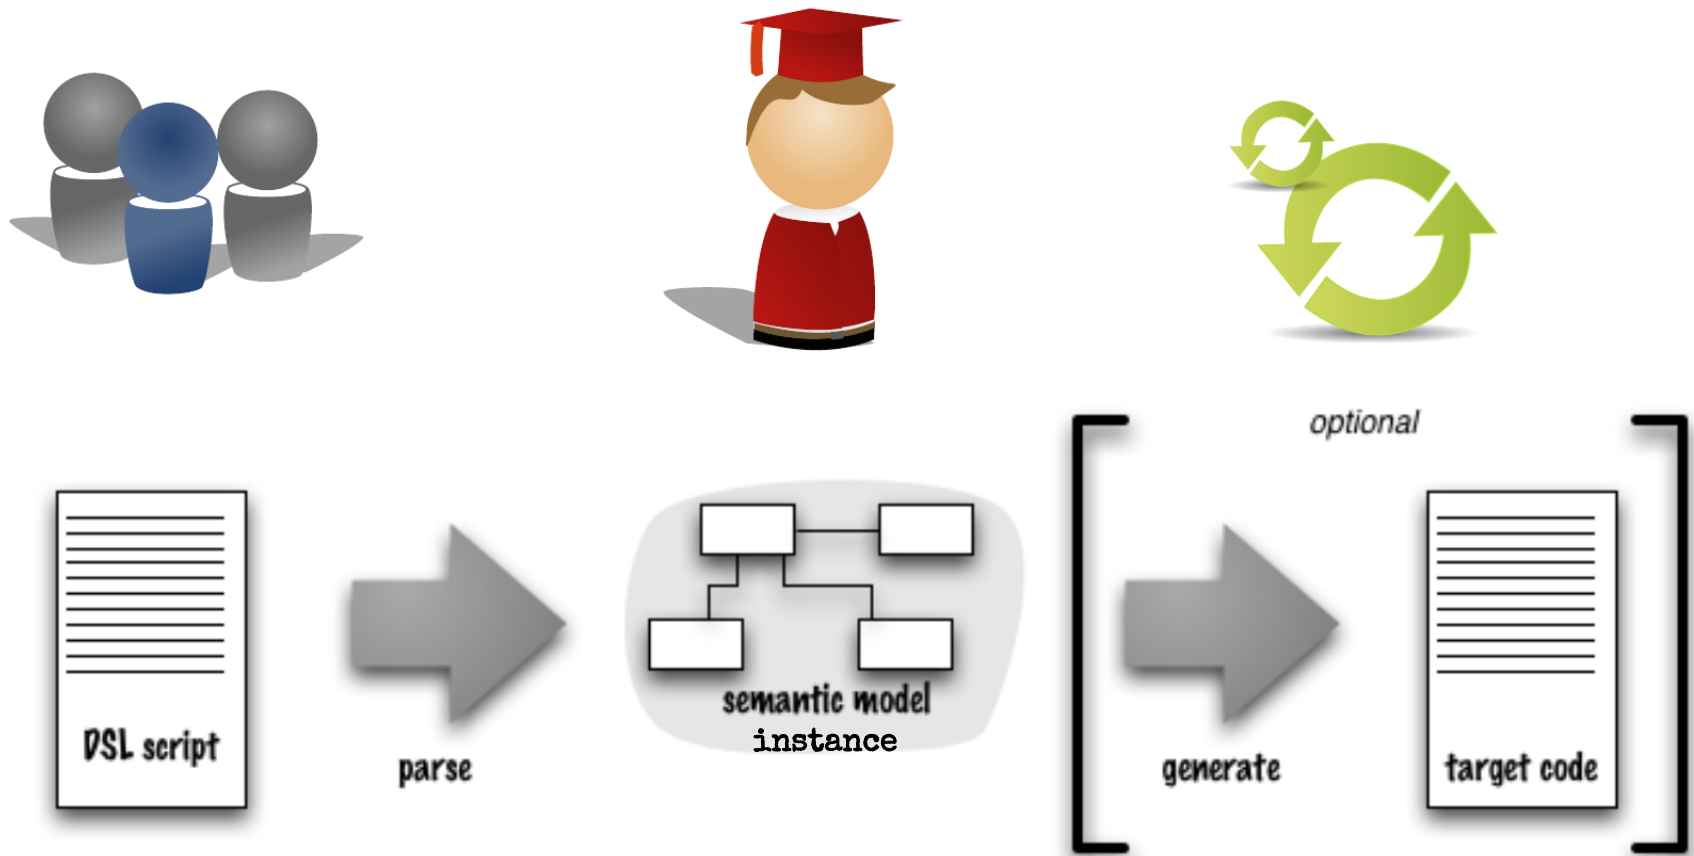 optional
DSL script
parse
semantic model
instance
generate
target code